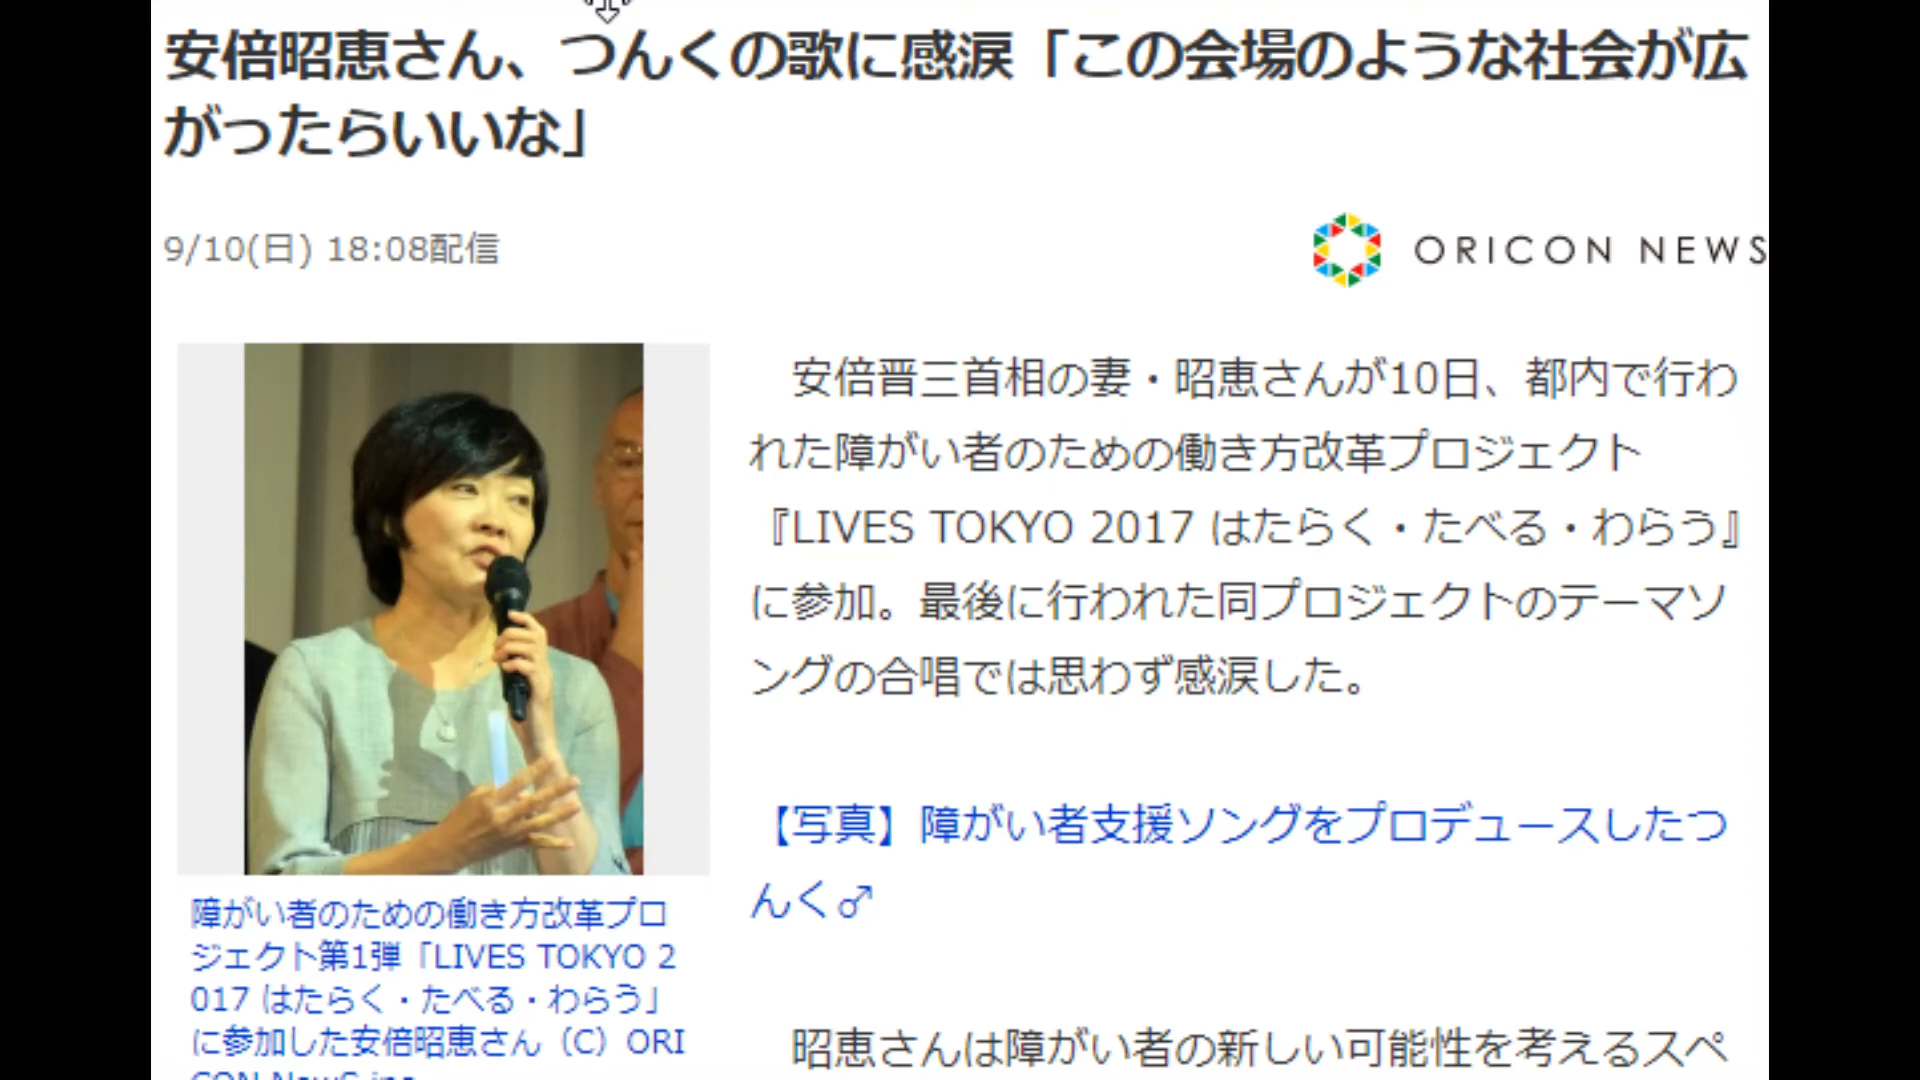 安倍昭恵さん、つんくの歌に感涙「この会場のような社会が広
がったらいいな」
9/10(日) 18:08配信
ORICON NEWS
安倍晋三首相の妻・昭恵さんが10日、都内で行わ
れた障がい者のための働き方改革プロジェクト
『LIVES TOKYO 2017 はたらく・たべる・わらう』
に参加。最後に行われた同プロジェクトのテーマソ
ングの合唱では思わず感涙した。
【写真】障がい者支援ソングをプロデュースしたつ
んく♂
昭恵さんは障がい者の新しい可能性を考えるスペ
障がい者のための働き方改革プロ
ジェクト第1弾「LIVES TOKYO 2
017 はたらく・たべる・わらう」
に参加した安倍昭恵さん（C）ORI
CON NewS inc.